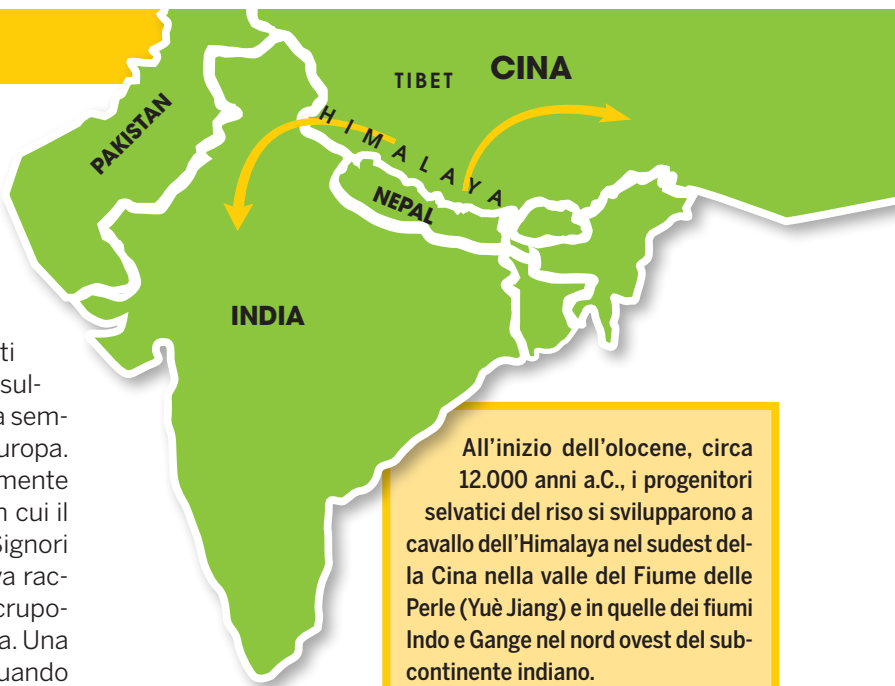 TIBET
CINA
PAKISTAN
HIMALAYA
NEPAL
INDIA
ti
sul-
a sem-
uropa.
mente
n cui il
Signori
va rac-
crupo-
a. Una
uando
All’inizio dell’olocene, circa
12.000 anni a.C., i progenitori
selvatici del riso si svilupparono a
cavallo dell’Himalaya nel sudest del-
la Cina nella valle del Fiume delle
Perle (Yuè Jiang) e in quelle dei fiumi
Indo e Gange nel nord ovest del sub-
continente indiano.